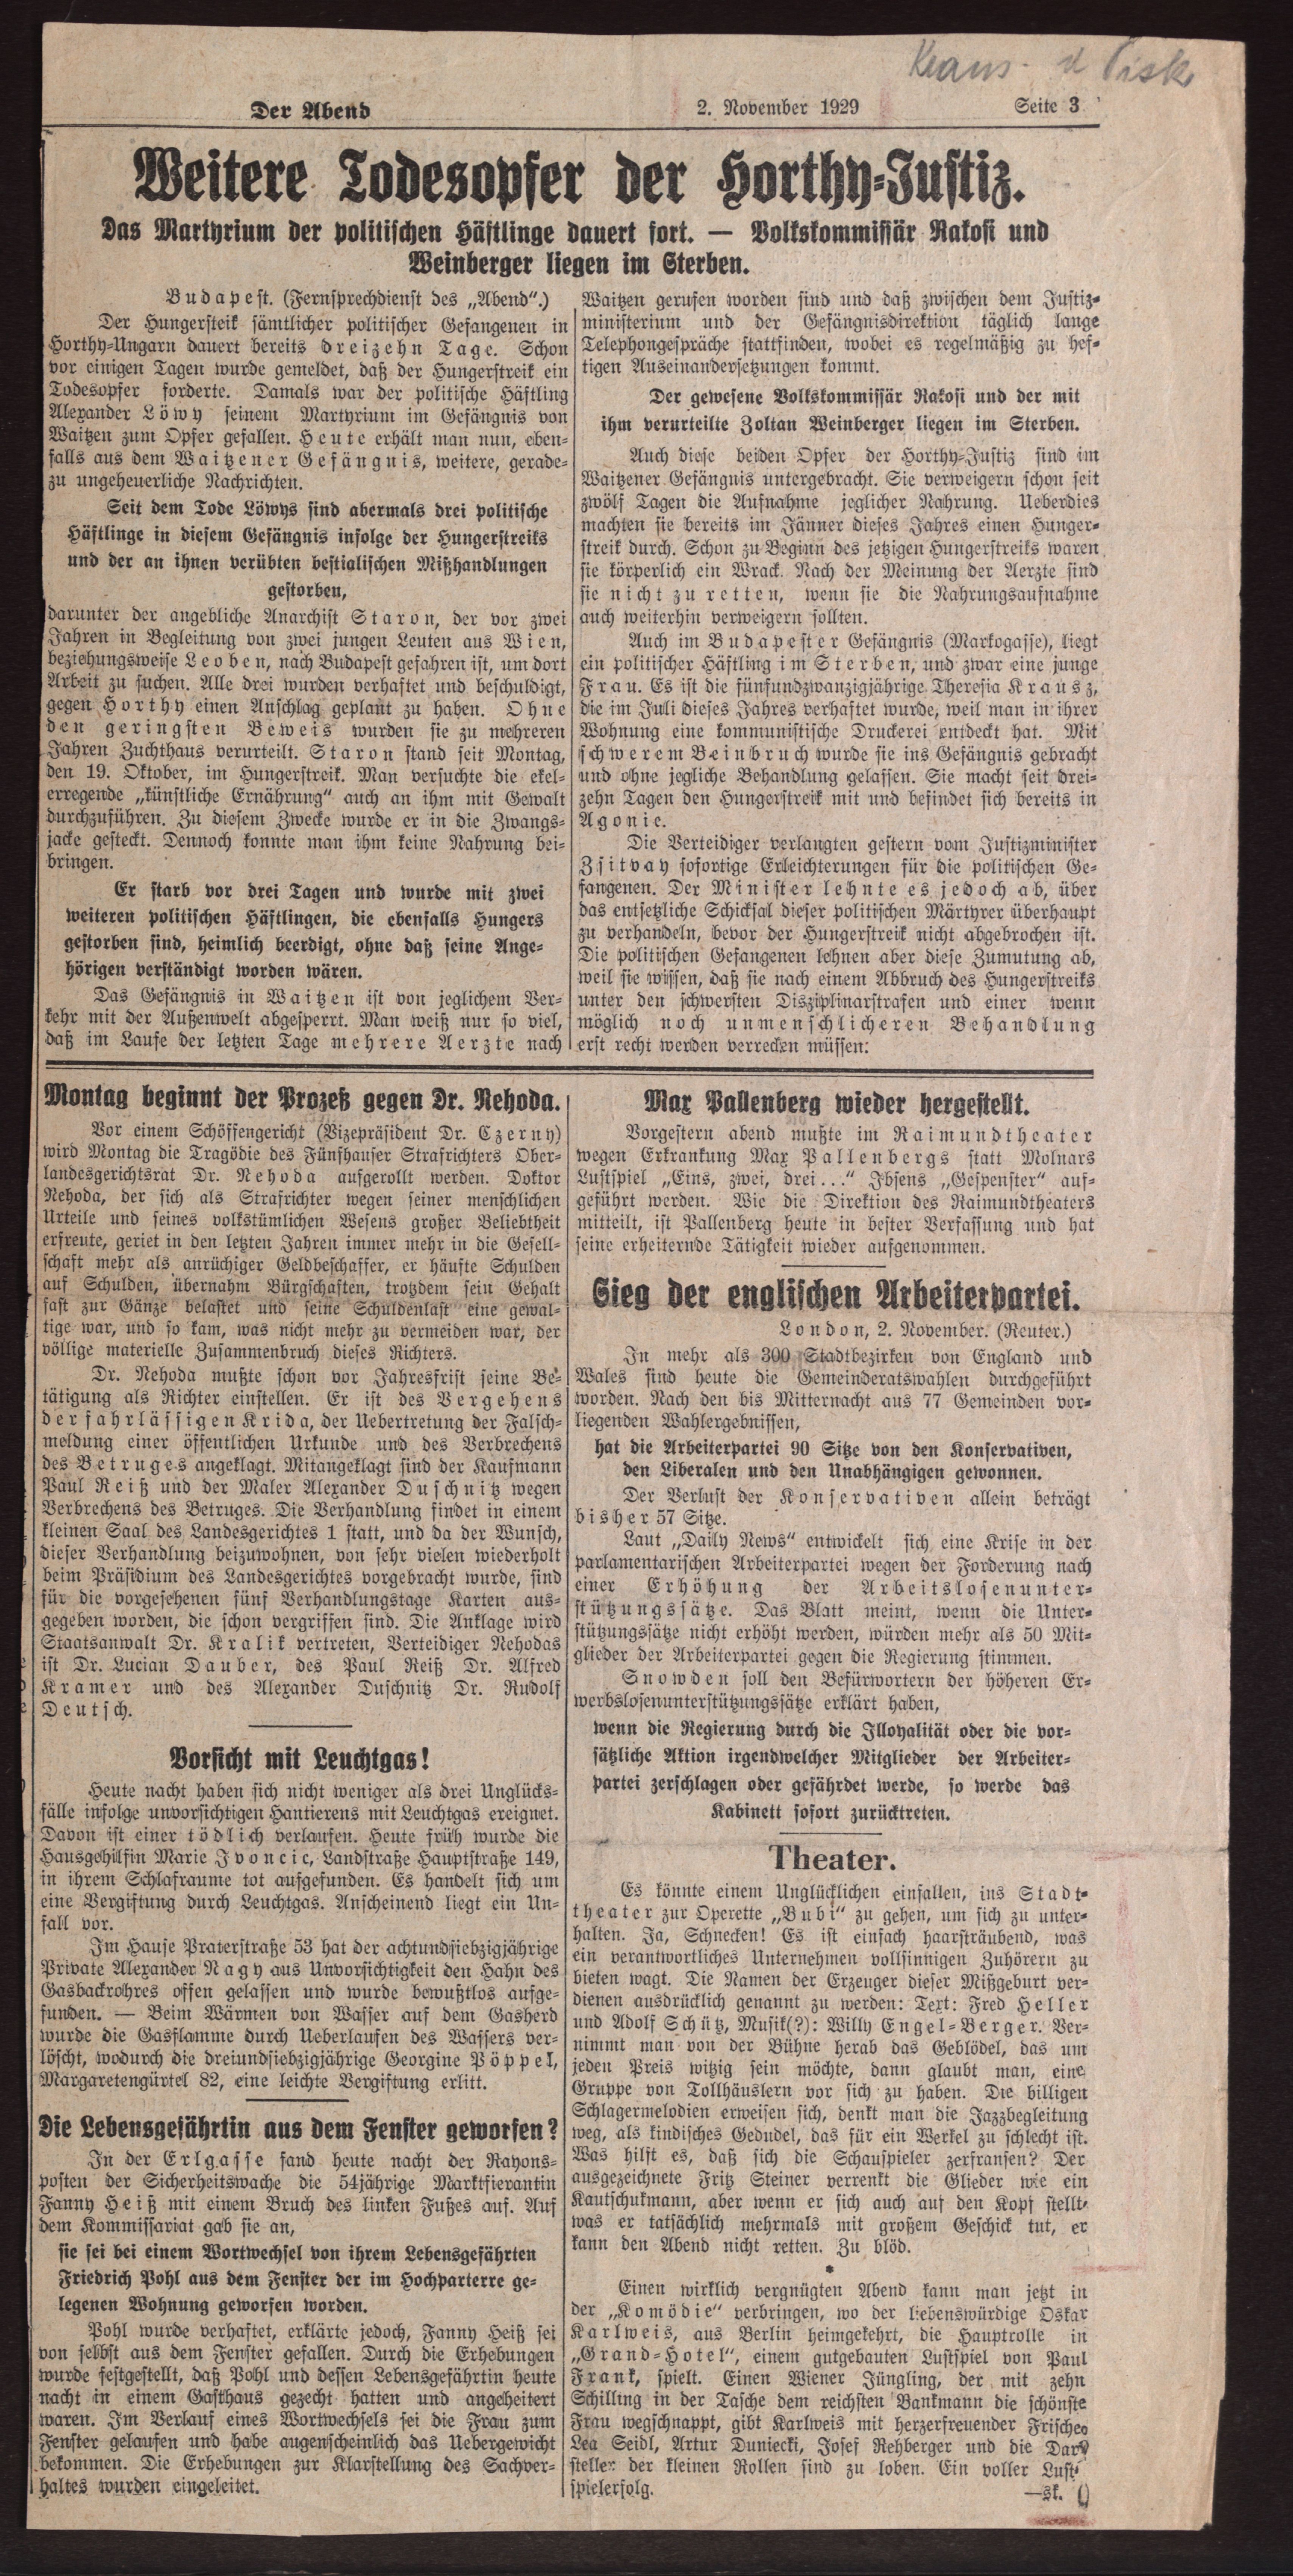 Kraus
Der Abend 2. November 1929 Seite 3
Weitere Todesopfer der Horthy-Justiz.
Das Martyrium der politischen Häftlinge dauert fort. — Volkskommissär Rakosi und
Weinberger liegen im Sterben.
Budapest. (Fernsprechdienst des „Abend“.)
Der Hungersteik sämtlicher politischer Gefangenen in
Horthy-Ungarn dauert bereits dreizehn Tage. Schon
vor einigen Tagen wurde gemeldet, daß der Hungerstreik ein
Todesopfer forderte. Damals war der politische Häftling
Alexander Löwy seinem Martyrium im Gefängnis von
Waitzen zum Opfer gefallen. Heute erhält man nun, eben-
falls aus dem Waitzener Gefängnis, weitere, gerade-
zu ungeheuerliche Nachrichten.
Seit dem Tode Löwys sind abermals drei politische
Häftlinge in diesem Gefängnis infolge der Hungerstreiks
und der an ihnen verübten bestialischen Mißhandlungen
gestorben,
darunter der angebliche Anarchist Staron, der vor zwei
Jahren in Begleitung von zwei jungen Leuten aus Wien,
beziehungsweise Leoben, nach Budapest gefahren ist, um dort
Arbeit zu suchen. Alle drei wurden verhaftet und beschuldigt,
gegen Horthy einen Anschlag geplant zu haben. Ohne
den geringsten Beweis wurden sie zu mehreren
Jahren Zuchthaus verurteilt. Staron stand seit Montag,
den 19. Oktober, im Hungerstreik. Man versuchte die ekel-
erregende „künstliche Ernährung“ auch an ihm mit Gewalt
durchzuführen. Zu diesem Zwecke wurde er in die Zwangs-
jacke gesteckt. Dennoch konnte man ihm keine Nahrung bei-
bringen.
Er starb vor drei Tagen und wurde mit zwei
weiteren politischen Häftlingen, die ebenfalls Hungers
gestorben sind, heimlich beerdigt, ohne daß seine Ange-
hörigen verständigt worden wären.
Das Gefängnis in Waitzen ist von jeglichem Ver-
kehr mit der Außenwelt abgesperrt. Man weiß nur so viel,
daß im Laufe der letzten Tage mehrere Aerzte nach
Waitzen gerufen worden sind und daß zwischen dem Justiz-
ministerium und der Gefängnisdirektion täglich lange
Telephongespräche stattfinden, wobei es regelmäßig zu hef-
tigen Auseinandersetzungen kommt.
Der gewesene Volkskommissär Rakosi und der mit
ihm verurteilte Zoltan Weinberger liegen im Sterben.
Auch diese beiden Opfer der Horthy-Justiz sind im
Waitzener Gefängnis untergebracht. Sie verweigern schon seit
zwölf Tagen die Aufnahme jeglicher Nahrung. Ueberdies
machten sie bereits im Jänner dieses Jahres einen Hunger-
streik durch. Schon zu Beginn des jetzigen Hungerstreiks waren
sie körperlich ein Wrack. Nach der Meinung der Aerzte sind
sie nicht zu retten, wenn sie die Nahrungsaufnahme
auch weiterhin verweigern sollten.
Auch im Budapester Gefängnis (Markogasse), liegt
ein politischer Häftling im Sterben, und zwar eine junge
Frau. Es ist die fünfundzwanzigjährige Theresia Krausz,
die im Juli dieses Jahres verhaftet wurde, weil man in ihrer
Wohnung eine kommunistische Druckerei entdeckt hat. Mit
schwerem Beinbruch wurde sie ins Gefängnis gebracht
und ohne jegliche Behandlung gelassen. Sie macht seit drei-
zehn Tagen den Hungerstreik mit und befindet sich bereits in
Agonie.
Die Verteidiger verlangten gestern vom Justizminister
Zsitvay sofortige Erleichterungen für die politischen Ge-
fangenen. Der Minister lehnte es jedoch ab, über
das entsetzliche Schicksal dieser politischen Märtyrer überhaupt
zu verhandeln, bevor der Hungerstreik nicht abgebrochen ist.
Die politischen Gefangenen lehnen aber diese Zumutung ab,
weil sie wissen, daß sie nach einem Abbruch des Hungerstreiks
unter den schwersten Disziplinarstrafen und einer wenn
möglich noch unmenschlicheren Behandlung
erst recht werden verrecken müssen.
Montag beginnt der Prozeß gegen Dr. Nehoda.
Vor einem Schöffengericht (Vizepräsident Dr. Czerny)
wird Montag die Tragödie des Fünfhauser Strafrichters Ober-
landesgerichtsrat Dr. Nehoda aufgerollt werden. Doktor
Nehoda, der sich als Strafrichter wegen seiner menschlichen
Urteile und seines volkstümlichen Wesens großer Beliebtheit
erfreute, geriet in den letzten Jahren immer mehr in die Gesell-
schaft mehr als anrüchiger Geldbeschaffer, er häufte Schulden
auf Schulden, übernahm Bürgschaften, trotzdem sein Gehalt
fast zur Gänze belastet und seine Schuldenlast eine gewal-
tige war, und so kam, was nicht mehr zu vermeiden war, der
völlige materielle Zusammenbruch dieses Richters.
Dr. Nehoda mußte schon vor Jahresfrist seine Be-
tätigung als Richter einstellen. Er ist des Vergehens
der fahrlässigen Krida, der Uebertretung der Falsch-
meldung einer öffentlichen Urkunde und des Verbrechens
des Betruges angeklagt. Mitangeklagt sind der Kaufmann
Paul Reiß und der Maler Alexander Duschnitz wegen
Verbrechens des Betruges. Die Verhandlung findet in einem
kleinen Saal des Landesgerichtes 1 statt, und da der Wunsch,
dieser Verhandlung beizuwohnen, von sehr vielen wiederholt
beim Präsidium des Landesgerichtes vorgebracht wurde, sind
für die vorgesehenen fünf Verhandlungstage Karten aus-
gegeben worden, die schon vergriffen sind. Die Anklage wird
Staatsanwalt Dr. Kralik vertreten, Verteidiger Nehodas
ist Dr. Lucian Dauber, des Paul Reiß Dr. Alfred
Kramer und des Alexander Duschnitz Dr. Rudolf
Deutsch.
Vorsicht mit Leuchtgas!
Heute nacht haben sich nicht weniger als drei Unglücks-
fälle infolge unvorsichtigen Hantierens mit Leuchtgas ereignet.
Davon ist einer tödlich verlaufen. Heute früh wurde die
Hausgehilfin Marie Jvoncic, Landstraße Hauptstraße 149,
in ihrem Schlafraume tot aufgefunden. Es handelt sich um
eine Vergiftung durch Leuchtgas. Anscheinend liegt ein Un-
fall vor.
Im Hause Praterstraße 53 hat der achtundsiebzigjährige
Private Alexander Nagy aus Unvorsichtigkeit den Hahn des
Gasbackrohres offen gelassen und wurde bewußtlos aufge-
funden. — Beim Wärmen von Wasser auf dem Gasherd
wurde die Gasflamme durch Ueberlaufen des Wassers ver-
löscht, wodurch die dreiundsiebzigjährige Georgine Pöppel,
Margaretengürtel 82, eine leichte Vergiftung erlitt.
Die Lebensgefährtin aus dem Fenster geworfen?
In der Erlgasse fand heute nacht der Rayons-
posten der Sicherheitswache die 54jährige Marktfierantin
Fanny Heiß mit einem Bruch des linken Fußes auf. Auf
dem Kommissariat gab sie an,
sie sei bei einem Wortwechsel von ihrem Lebensgefährten
Friedrich Pohl aus dem Fenster der im Hochparterre ge-
legenen Wohnung geworfen worden.
Pohl wurde verhaftet, erklärte jedoch, Fanny Heiß sei
von selbst aus dem Fenster gefallen. Durch die Erhebungen
wurde festgestellt, daß Pohl und dessen Lebensgefährtin heute
nacht in einem Gasthaus gezecht hatten und angeheitert
waren. Im Verlauf eines Wortwechsels sei die Frau zum
Fenster gelaufen und habe augenscheinlich das Uebergewicht
bekommen. Die Erhebungen zur Klarstellung des Sachver-
haltes wurden eingeleitet.
Max Pallenberg wieder hergestellt.
Vorgestern abend mußte im Raimundtheater
wegen Erkrankung Max Pallenbergs statt Molnars
Lustspiel „Eins, zwei, drei...“ Ibsens „Gespenster“ auf-
geführt werden. Wie die Direktion des Raimundtheaters
mitteilt, ist Pallenberg heute in bester Verfassung und hat
seine erheiternde Tätigkeit wieder aufgenommen.
Sieg der englischen Arbeiterpartei.
London, 2. November. (Reuter.)
In mehr als 300 Stadtbezirken von England und
Wales sind heute die Gemeinderatswahlen durchgeführt
worden. Nach den bis Mitternacht aus 77 Gemeinden vor-
liegenden Wahlergebnissen,
hat die Arbeiterpartei 90 Sitze von den Konservativen,
den Liberalen und den Unabhängigen gewonnen.
Der Verlust der Konservativen allein beträgt
bisher 57 Sitze.
Laut „Daily News“ entwickelt sich eine Krise in der
parlamentarischen Arbeiterpartei wegen der Forderung nach
einer Erhöhung der Arbeitslosenunter-
stützungssätze. Das Blatt meint, wenn die Unter-
stützungssätze nicht erhöht werden, würden mehr als 50 Mit-
glieder der Arbeiterpartei gegen die Regierung stimmen.
Snowden soll den Befürwortern der höheren Er-
werbslosenunterstützungssätze erklärt haben,
wenn die Regierung durch die Illoyalität oder die vor-
sätzliche Aktion irgendwelcher Mitglieder der Arbeiter-
partei zerschlagen oder gefährdet werde, so werde das
Kabinett sofort zurücktreten.
Theater.
Es könnte einem Unglücklichen einfallen, ins Stadt-
theater zur Operette „Bubi“ zu gehen, um sich zu unter-
halten. Ja, Schnecken! Es ist einfach haarsträubend, was
ein verantwortliches Unternehmen vollsinnigen Zuhörern zu
bieten wagt. Die Namen der Erzeuger dieser Mißgeburt ver-
dienen ausdrücklich genannt zu werden: Text: Fred Heller
und Adolf Schütz, Musik(?): Willy Engel-Berger. Ver-
nimmt man von der Bühne herab das Geblödel, das um
jeden Preis witzig sein möchte, dann glaubt man, eine
Gruppe von Tollhäuslern vor sich zu haben. Die billigen
Schlagermelodien erweisen sich, denkt man die Jazzbegleitung
weg, als kindisches Gedudel, das für ein Werkel zu schlecht ist.
Was hilft es, daß sich die Schauspieler zerfransen? Der
ausgezeichnete Fritz Steiner verrenkt die Glieder wie ein
Kautschukmann, aber wenn er sich auch auf den Kopf stellt,
was er tatsächlich mehrmals mit großem Geschick tut, er
kann den Abend nicht retten. Zu blöd.
*
Einen wirklich vergnügten Abend kann man jetzt in
der „Komödie“ verbringen, wo der liebenswürdige Oskar
Karlweis, aus Berlin heimgekehrt, die Hauptrolle in
„Grand-Hotel“, einem gutgebauten Lustspiel von Paul
Frank, spielt. Einen Wiener Jüngling, der mit zehn
Schilling in der Tasche dem reichsten Bankmann die schönste
Frau wegschnappt, gibt Karlweis mit herzerfreuender Frische.
Lea Seidl, Artur Duniecki, Josef Rehberger und die Dar-
steller der kleinen Rollen sind zu loben. Ein voller Lust-
spielerfolg.
—sk.